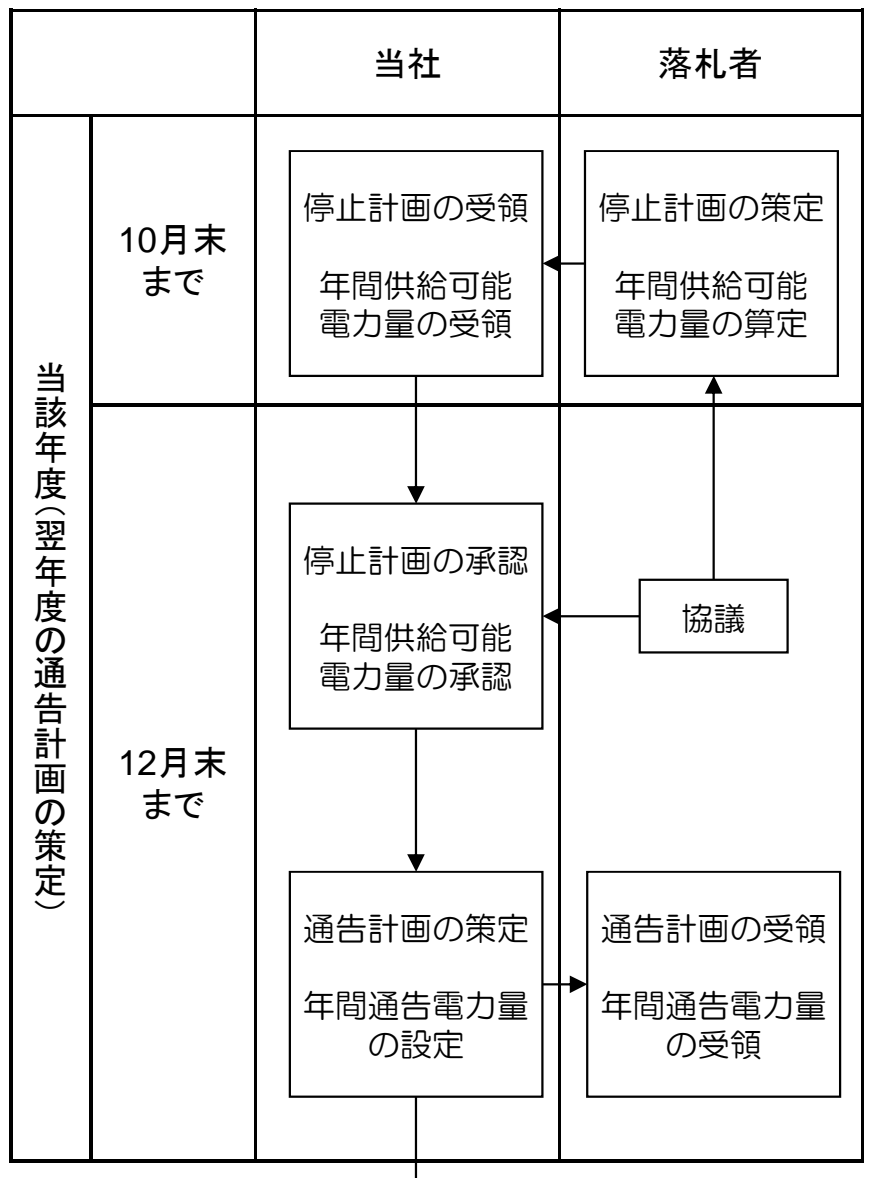 当社
落札者
当該年度（翌年度の通告計画の策定）
10月末
まで
停止計画の受領
年間供給可能
電力量の受領
停止計画の策定
年間供給可能
電力量の算定
12月末
まで
停止計画の承認
年間供給可能
電力量の承認
協議
通告計画の策定
年間通告電力量
の設定
通告計画の受領
年間通告電力量
の受領